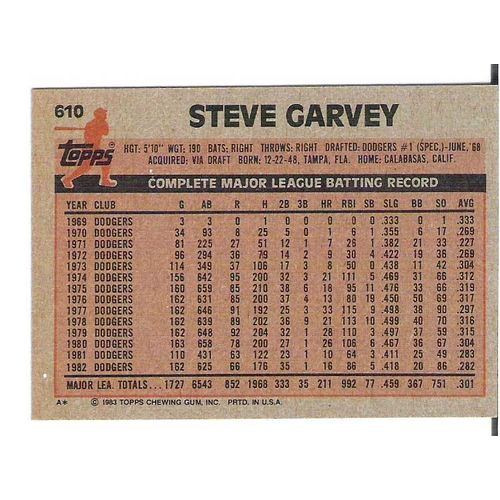 610
STEVE GARVEY
Topps
HGT: 5'10" WGT: 190 BATS: RIGHT THROWS: RIGHT DRAFTED: DODGERS #1 (SPEC.)-JUNE, '68
ACQUIRED: VIA DRAFT BORN: 12-22-48, TAMPA, FLA. HOME: CALABASAS, CALIF.
COMPLETE MAJOR LEAGUE BATTING RECORD
YEAR CLUB G AB R H 2B 3B HR RBI SB SLG BB SO AVG
1969 DODGERS 3 3 0 1 0 0 0 0 0 .333 0 1 .333
1970 DODGERS 34 93 8 25 5 0 1 6 1 .355 6 17 .269
1971 DODGERS 81 225 27 51 12 1 7 26 1 .382 21 33 .227
1972 DODGERS 96 294 36 79 14 2 9 30 4 .422 19 36 .269
1973 DODGERS 114 349 37 106 17 3 8 50 0 .438 11 42 .304
1974 DODGERS 156 642 95 200 32 3 21 111 5 .469 31 66 .312
1975 DODGERS 160 659 85 210 38 6 18 95 11 .476 33 66 .319
1976 DODGERS 162 631 85 200 37 4 13 80 19 .450 50 69 .317
1977 DODGERS 162 646 91 192 25 3 33 115 9 .498 38 90 .297
1978 DODGERS 162 639 89 202 36 9 21 113 10 .499 40 70 .316
1979 DODGERS 162 648 92 204 32 1 28 110 3 .497 37 59 .315
1980 DODGERS 163 658 78 200 27 1 26 106 6 .467 36 67 .304
1981 DODGERS 110 431 63 122 23 1 10 64 3 .411 25 49 .283
1982 DODGERS 162 625 66 176 35 1 16 86 5 .418 20 86 .282
MAJOR LEA. TOTALS... 1727 6543 852 1968 333 35 211 992 77 .459 367 751 .301
A* © 1983 TOPPS CHEWING GUM, INC. PRTD. IN U.S.A.